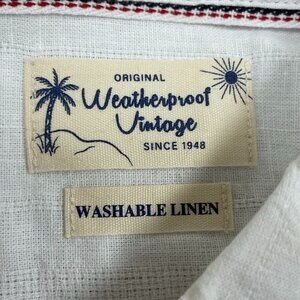 ORIGINAL
Weatherproof
Vintage
SINCE 1948
WASHABLE LINEN